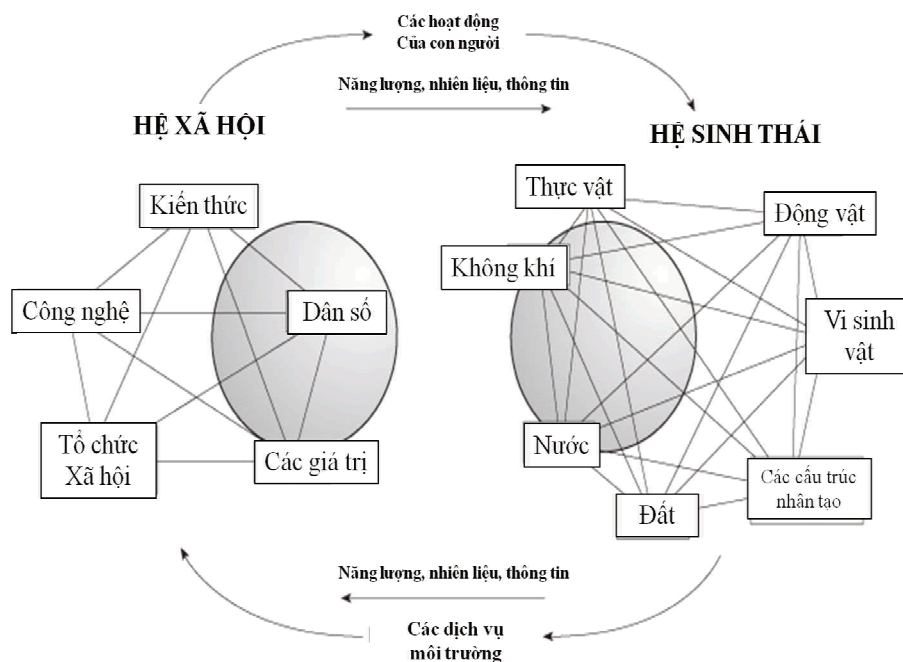 Các hoạt động
Của con người
Năng lượng, nhiên liệu, thông tin
HỆ XÃ HỘI
HỆ SINH THÁI
Kiến thức
Công nghệ
Dân số
Tổ chức
Xã hội
Các giá trị
Thực vật
Động vật
Không khí
Vi sinh
vật
Nước
Các cấu trúc
nhân tạo
Đất
Năng lượng, nhiên liệu, thông tin
Các dịch vụ
môi trường